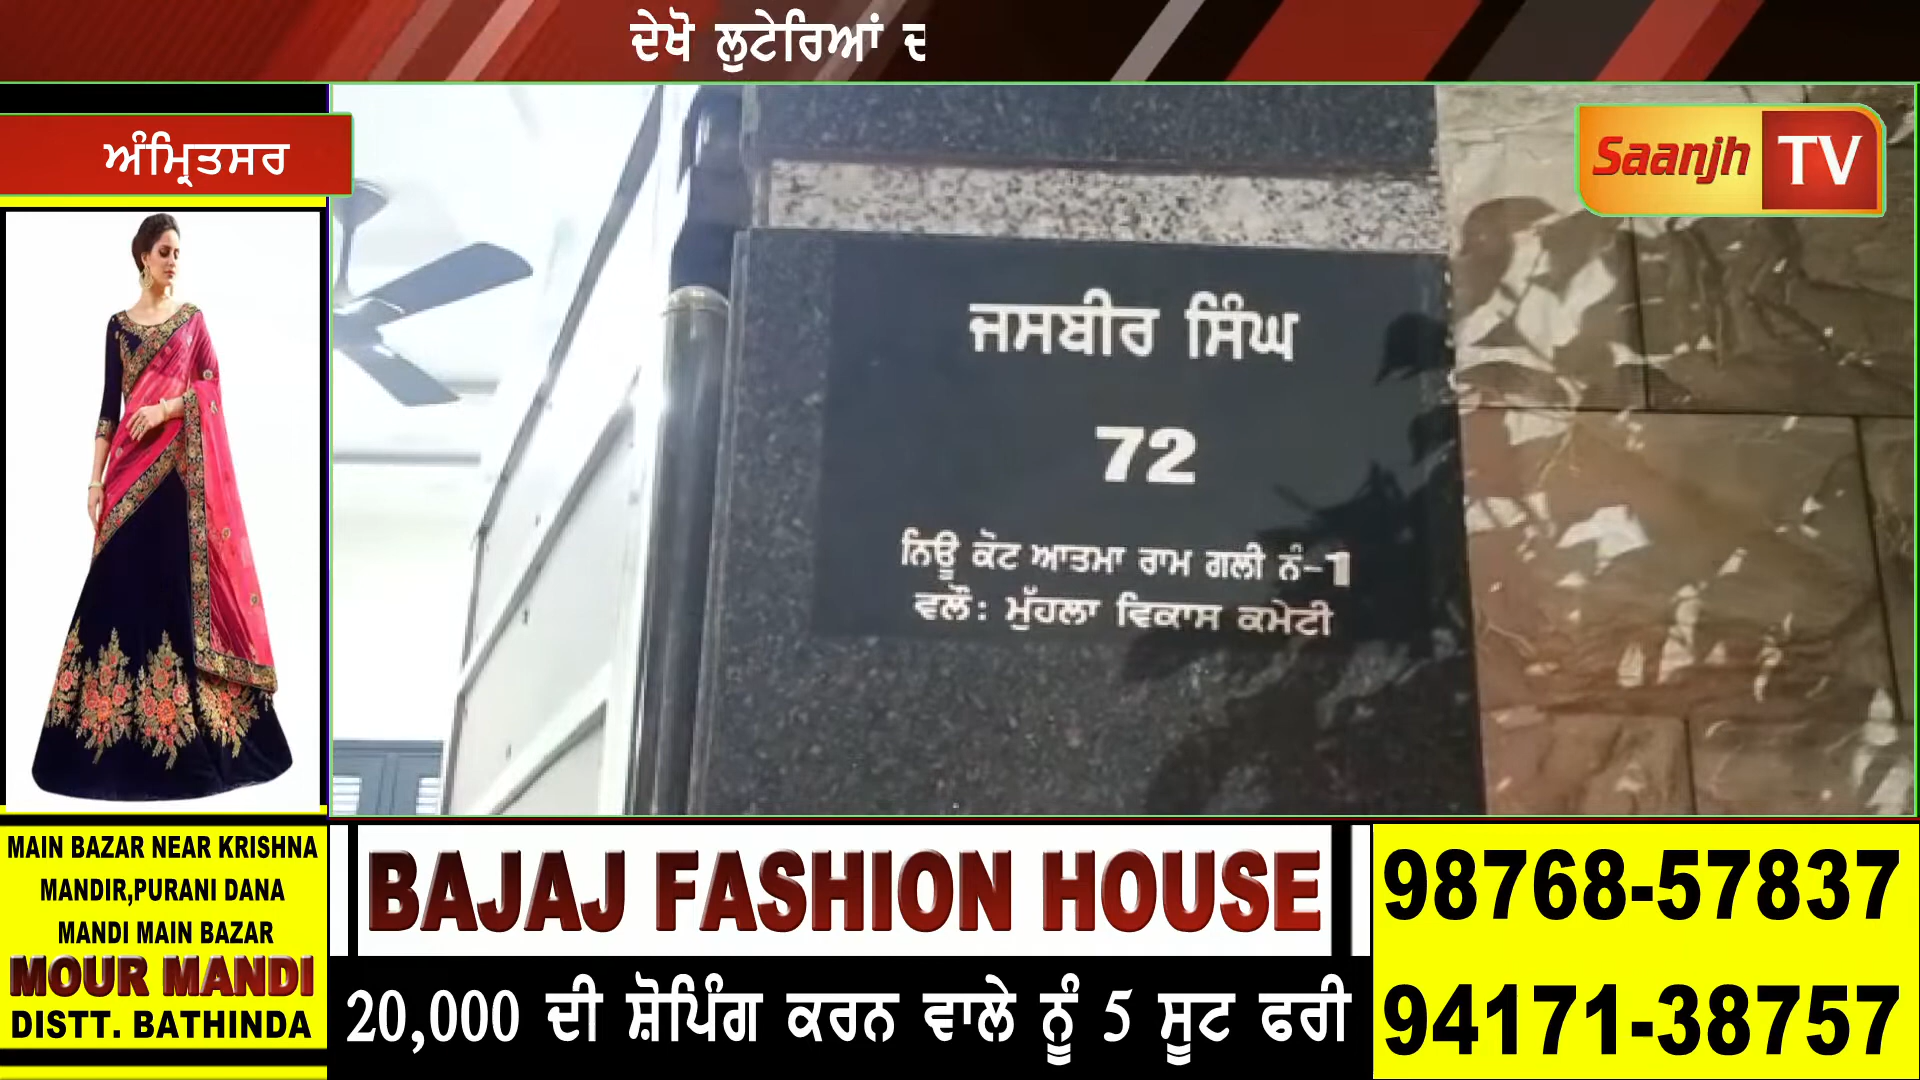 ਦੇਖੋ ਲੁਟੇਰਿਆਂ
ਅੰਮ੍ਰਿਤਸਰ
Saanjh TV
ਜਸਬੀਰ ਸਿੰਘ
72
ਨਿਊ ਕੋਟ ਆਤਮਾ ਰਾਮ ਗਲੀ ਨੰ-1
ਵਲੋਂ: ਮੁੱਹਲਾ ਵਿਕਾਸ ਕਮੇਟੀ
MAIN BAZAR NEAR KRISHNA
MANDIR,PURANI DANA
MANDI MAIN BAZAR
MOUR MANDI
DISTT. BATHINDA
BAJAJ FASHION HOUSE
20,000 ਦੀ ਸ਼ੋਪਿੰਗ ਕਰਨ ਵਾਲੇ ਨੂੰ 5 ਸੂਟ ਫਰੀ
98768-57837
94171-38757